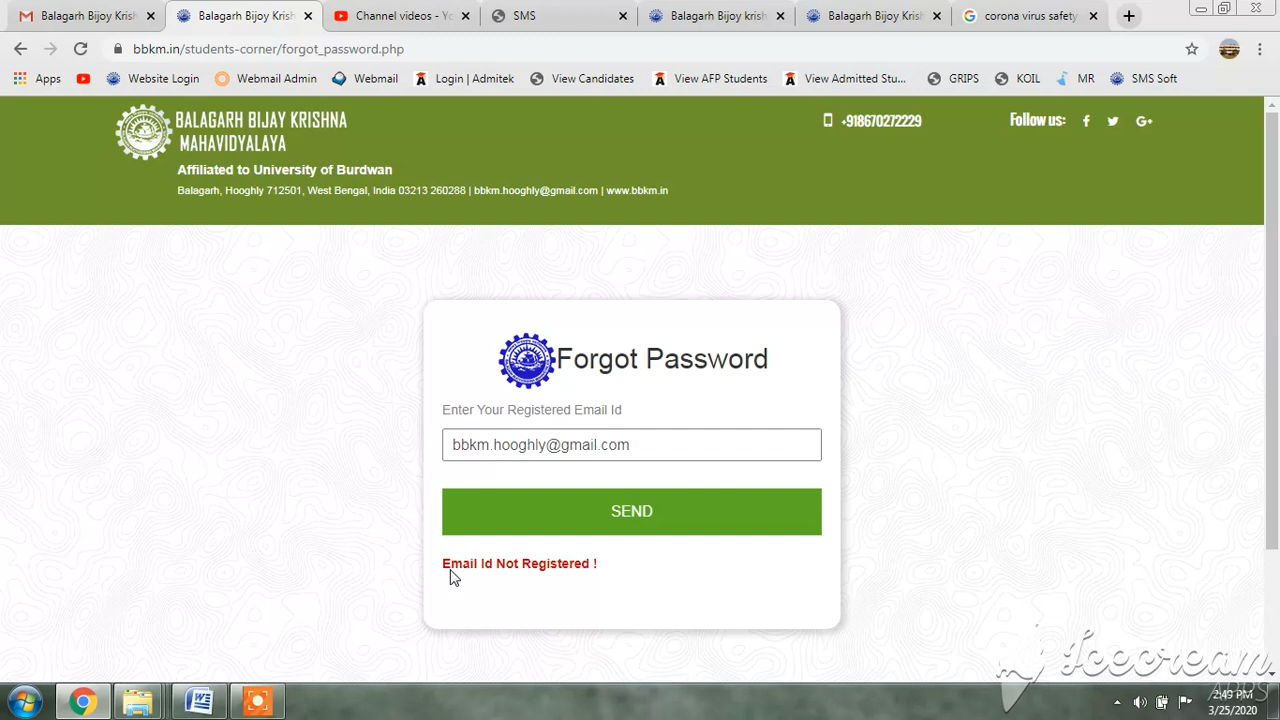 Balagarh Bijoy Krish
Balagarh Bijoy Krish
Channel videos - Yo
SMS
Balagarh Bijoy krish
Balagarh Bijoy Krish
corona virus safety
bbkm.in/students-corner/forgot_password.php
Apps
Website Login
Webmail Admin
Webmail
Login | Admitek
View Candidates
View AFP Students
View Admitted Stu...
GRIPS
KOIL
MR
SMS Soft
BALAGARH BIJAY KRISHNA
MAHAVIDYALAYA
+918670272229
Follow us:
Affiliated to University of Burdwan
Balagarh, Hooghly 712501, West Bengal, India 03213 260288 | bbkm.hooghly@gmail.com | www.bbkm.in
Forgot Password
Enter Your Registered Email Id
bbkm.hooghly@gmail.com
SEND
Email Id Not Registered !
Icecream
APPS
2:49 PM
3/25/2020